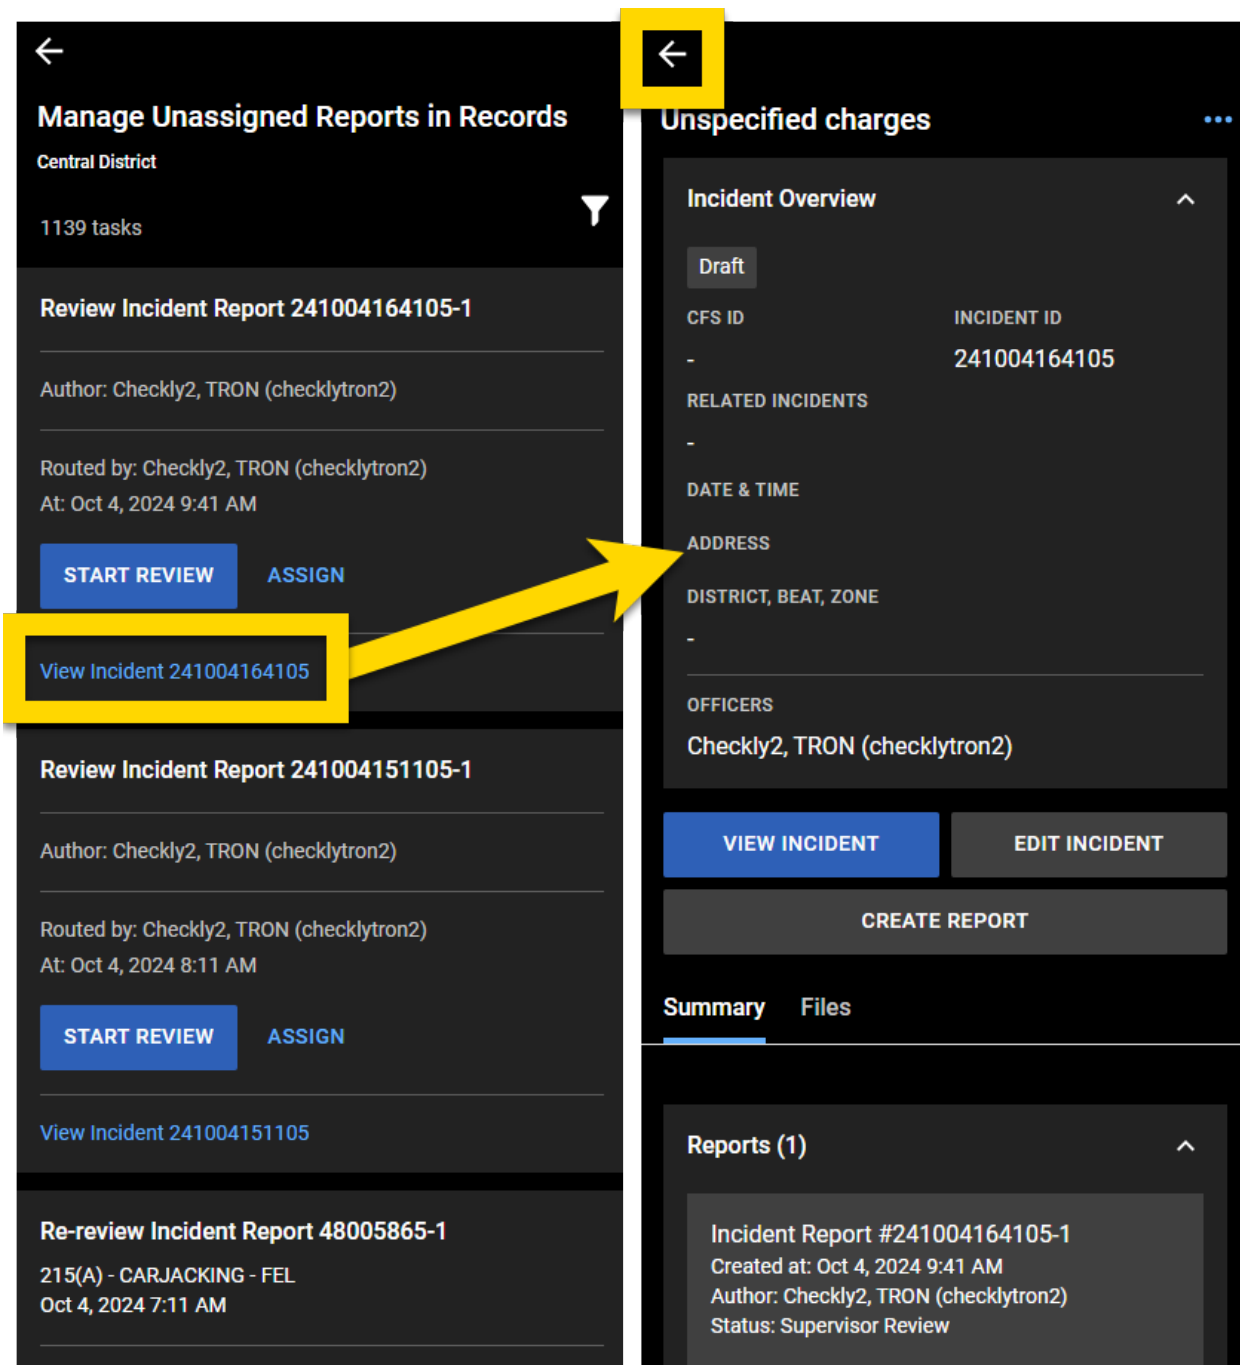 Manage Unassigned Reports in Records
Central District
1139 tasks
Review Incident Report 241004164105-1
Author: Checkly2, TRON (checklytron2)
Routed by: Checkly2, TRON (checklytron2)
At: Oct 4, 2024 9:41 AM
START REVIEW ASSIGN
View Incident 241004164105
Review Incident Report 241004151105-1
Author: Checkly2, TRON (checklytron2)
Routed by: Checkly2, TRON (checklytron2)
At: Oct 4, 2024 8:11 AM
START REVIEW ASSIGN
View Incident 241004151105
Re-review Incident Report 48005865-1
215(A) - CARJACKING - FEL
Oct 4, 2024 7:11 AM
Unspecified charges
Incident Overview
Draft
CFS ID INCIDENT ID
- 241004164105
RELATED INCIDENTS
-
DATE & TIME
ADDRESS
DISTRICT, BEAT, ZONE
-
OFFICERS
Checkly2, TRON (checklytron2)
VIEW INCIDENT EDIT INCIDENT
CREATE REPORT
Summary Files
Reports (1)
Incident Report #241004164105-1
Created at: Oct 4, 2024 9:41 AM
Author: Checkly2, TRON (checklytron2)
Status: Supervisor Review